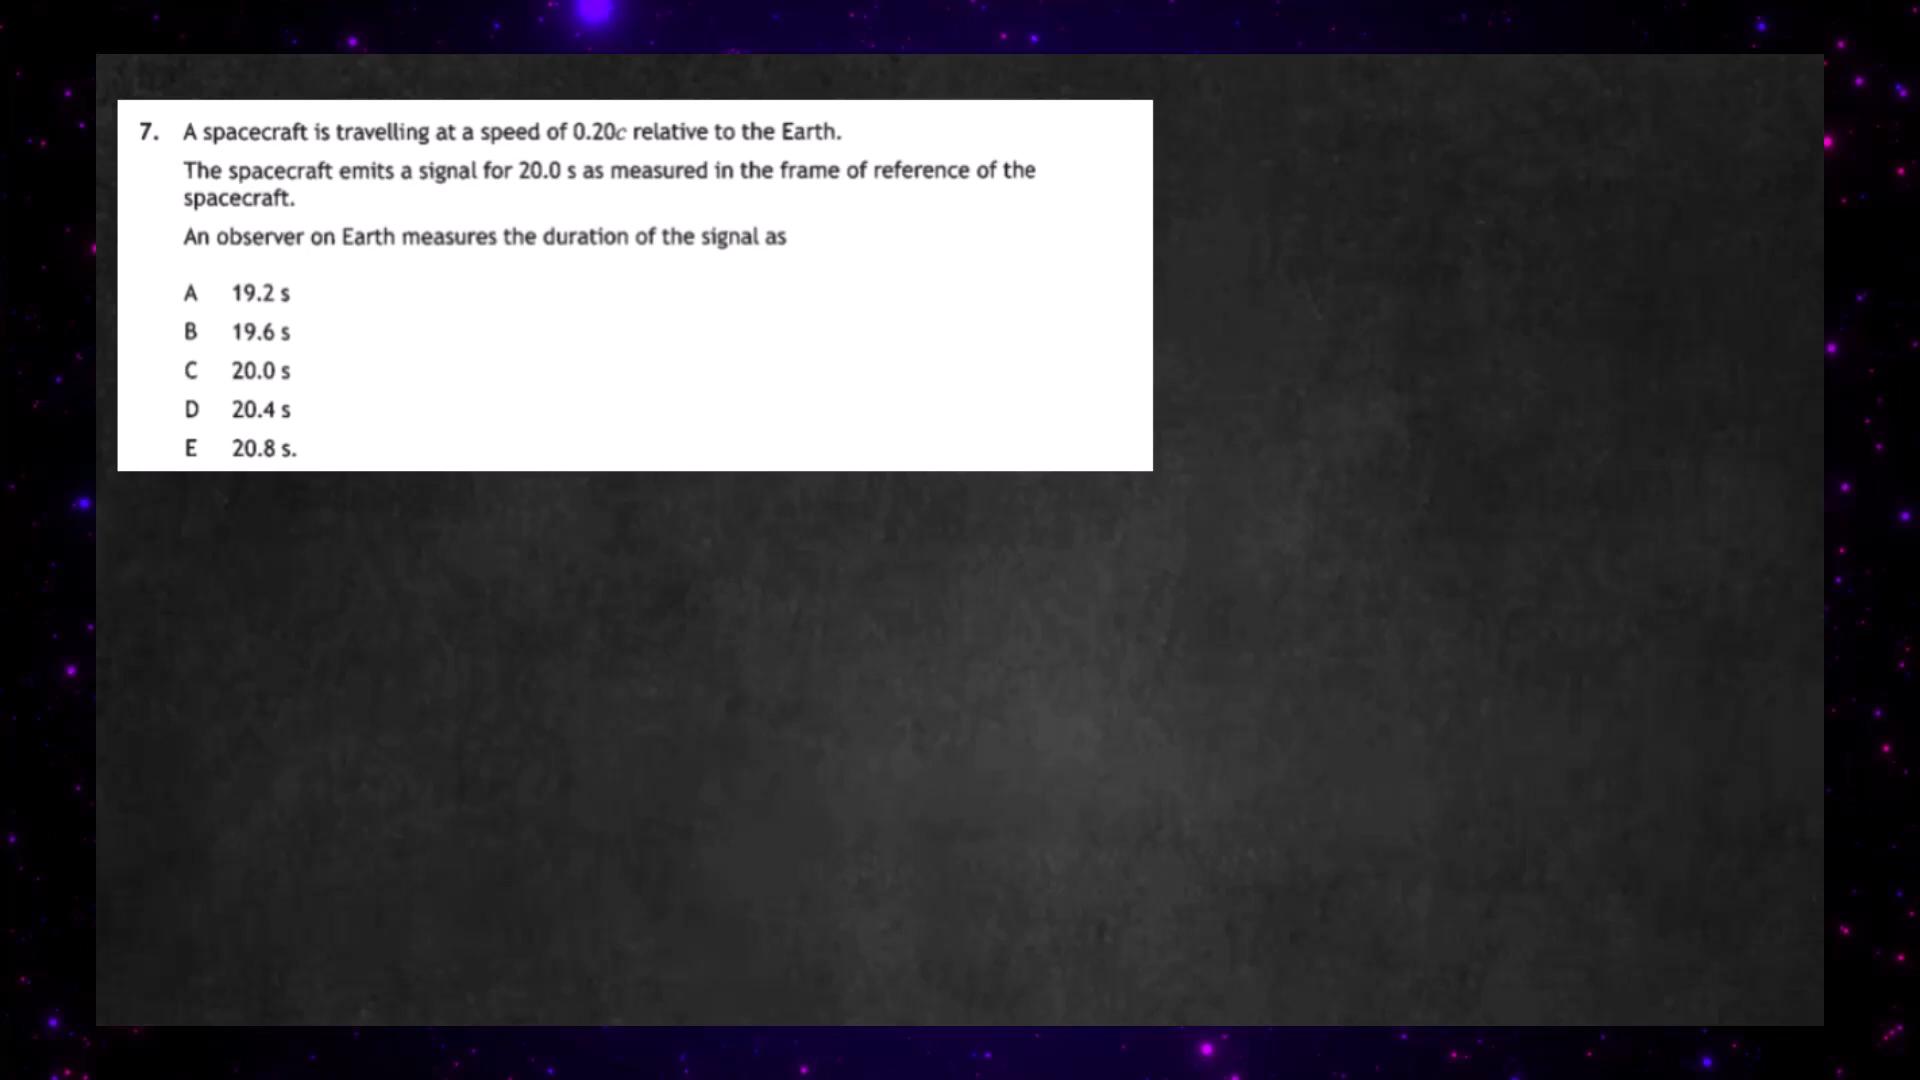 7. A spacecraft is travelling at a speed of 0.20c relative to the Earth.
The spacecraft emits a signal for 20.0 s as measured in the frame of reference of the
spacecraft.
An observer on Earth measures the duration of the signal as
A 19.2 s
B 19.6 s
C 20.0 s
D 20.4 s
E 20.8 s.